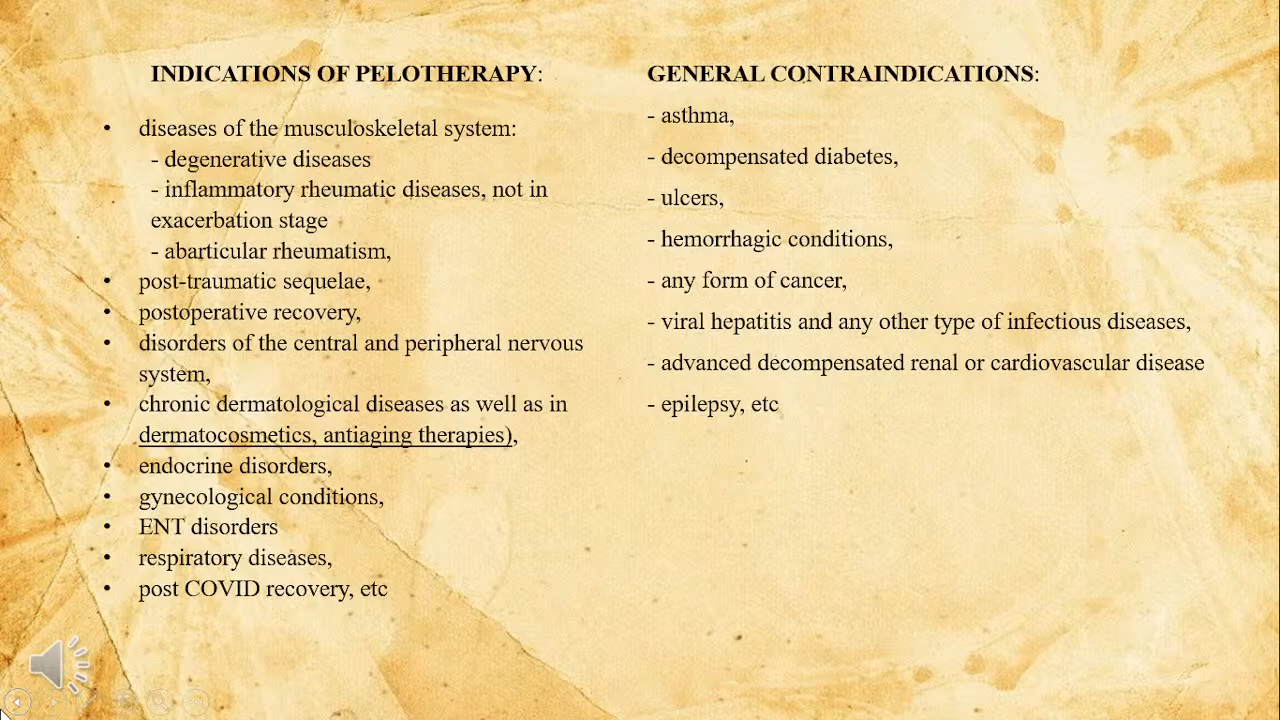 INDICATIONS OF PELOTHERAPY:
• diseases of the musculoskeletal system:
- degenerative diseases
- inflammatory rheumatic diseases, not in
exacerbation stage
- abarticular rheumatism,
• post-traumatic sequelae,
• postoperative recovery,
• disorders of the central and peripheral nervous
system,
• chronic dermatological diseases as well as in
dermatocosmetics, antiaging therapies),
• endocrine disorders,
• gynecological conditions,
• ENT disorders
• respiratory diseases,
• post COVID recovery, etc
GENERAL CONTRAINDICATIONS:
- asthma,
- decompensated diabetes,
- ulcers,
- hemorrhagic conditions,
- any form of cancer,
- viral hepatitis and any other type of infectious diseases,
- advanced decompensated renal or cardiovascular disease
- epilepsy, etc